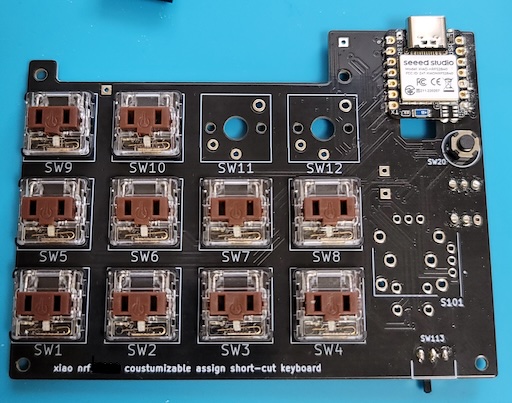 seeed studio
SW20
SW9 SW10 SW11 SW12
SW5 SW6 SW7 SW8
S101
SW1 SW2 SW3 SW4
SW113
xiao nrf coustumizable assign short-cut keyboard